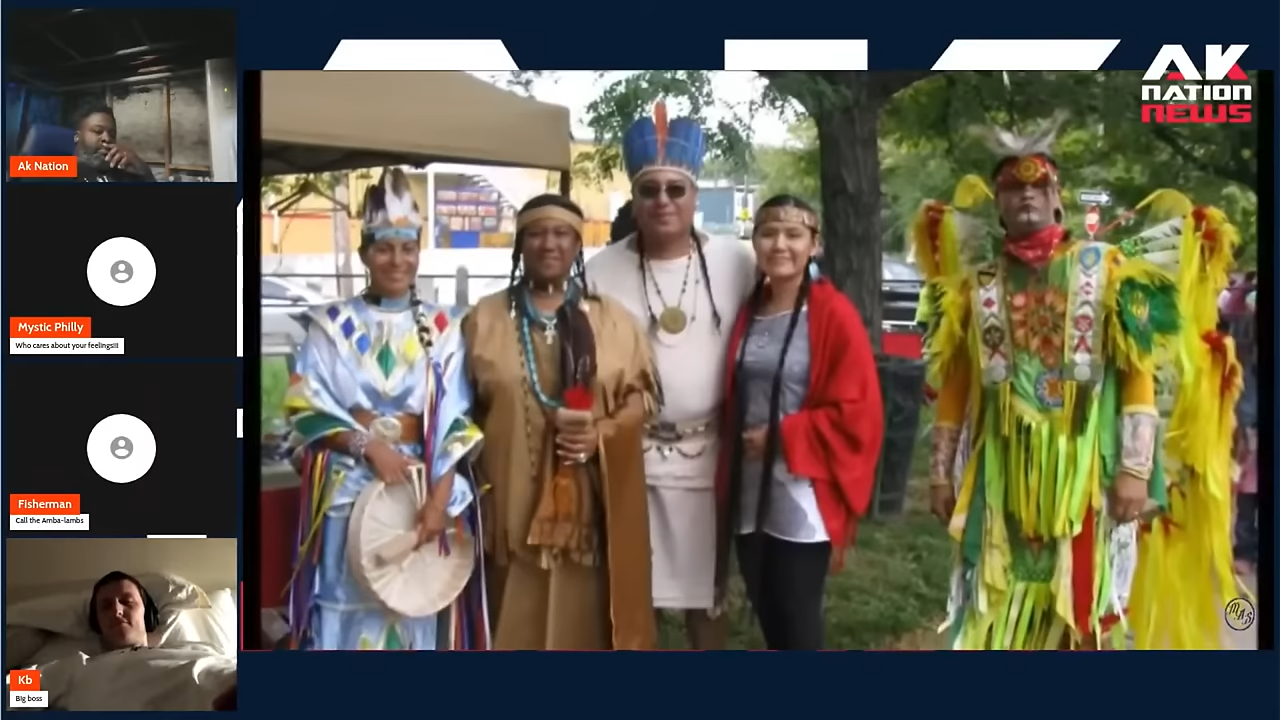 AK
NATION
NEWS
Ak Nation
Mystic Philly
Who cares about your feelings!!!
Fisherman
Call the Amba-lambs
Kb
Big boss
MAS